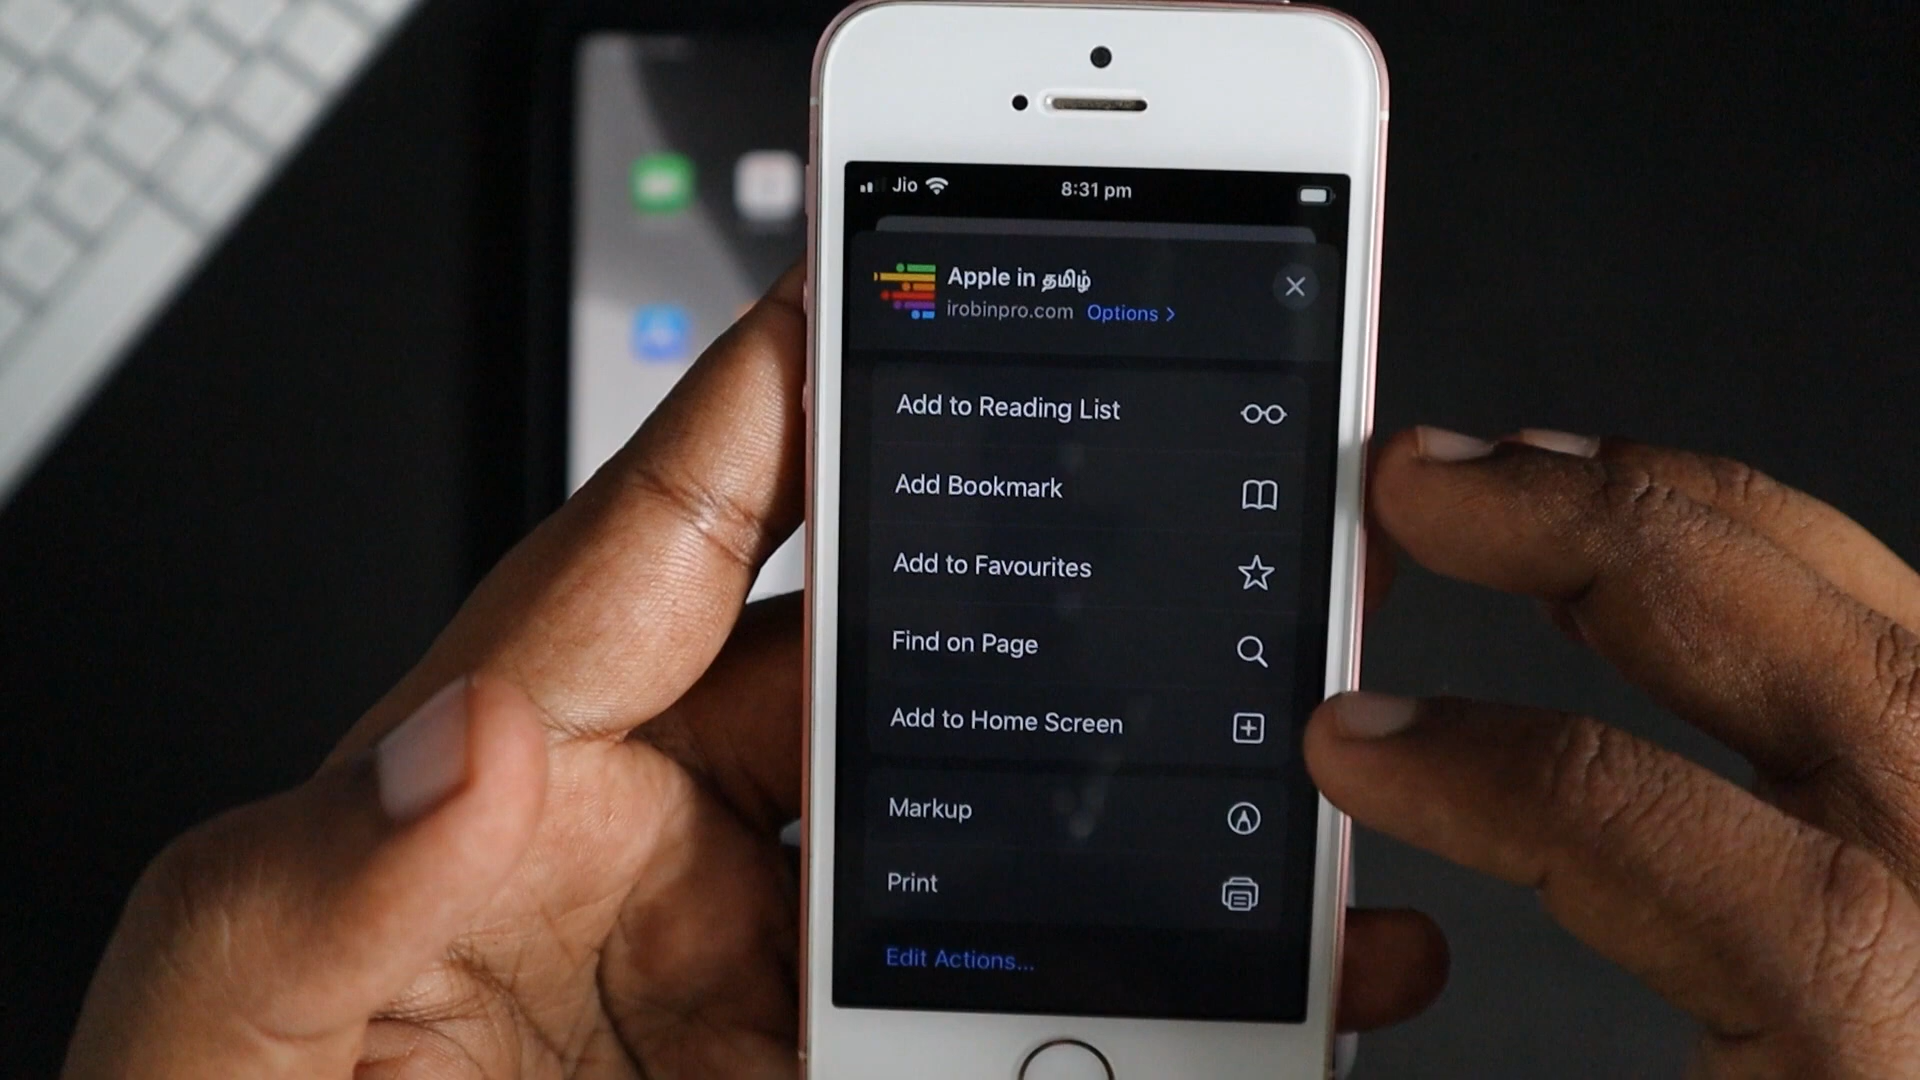 Jio 8:31 pm
Apple in தமிழ்
irobinpro.com Options >
Add to Reading List
Add Bookmark
Add to Favourites
Find on Page
Add to Home Screen
Markup
Print
Edit Actions...